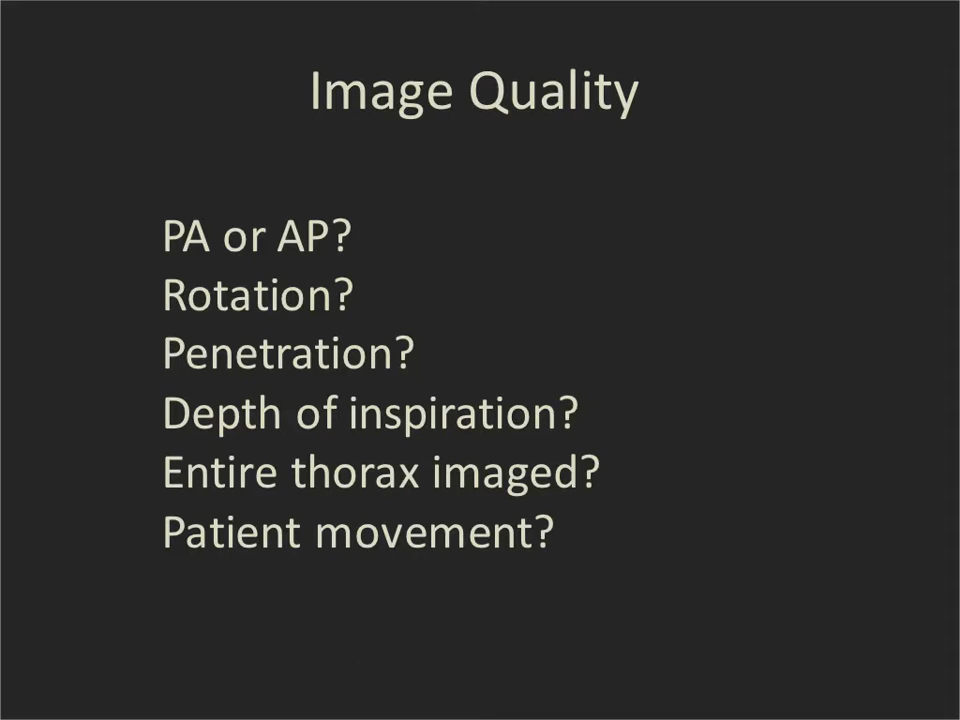 Image Quality
PA or AP?
Rotation?
Penetration?
Depth of inspiration?
Entire thorax imaged?
Patient movement?